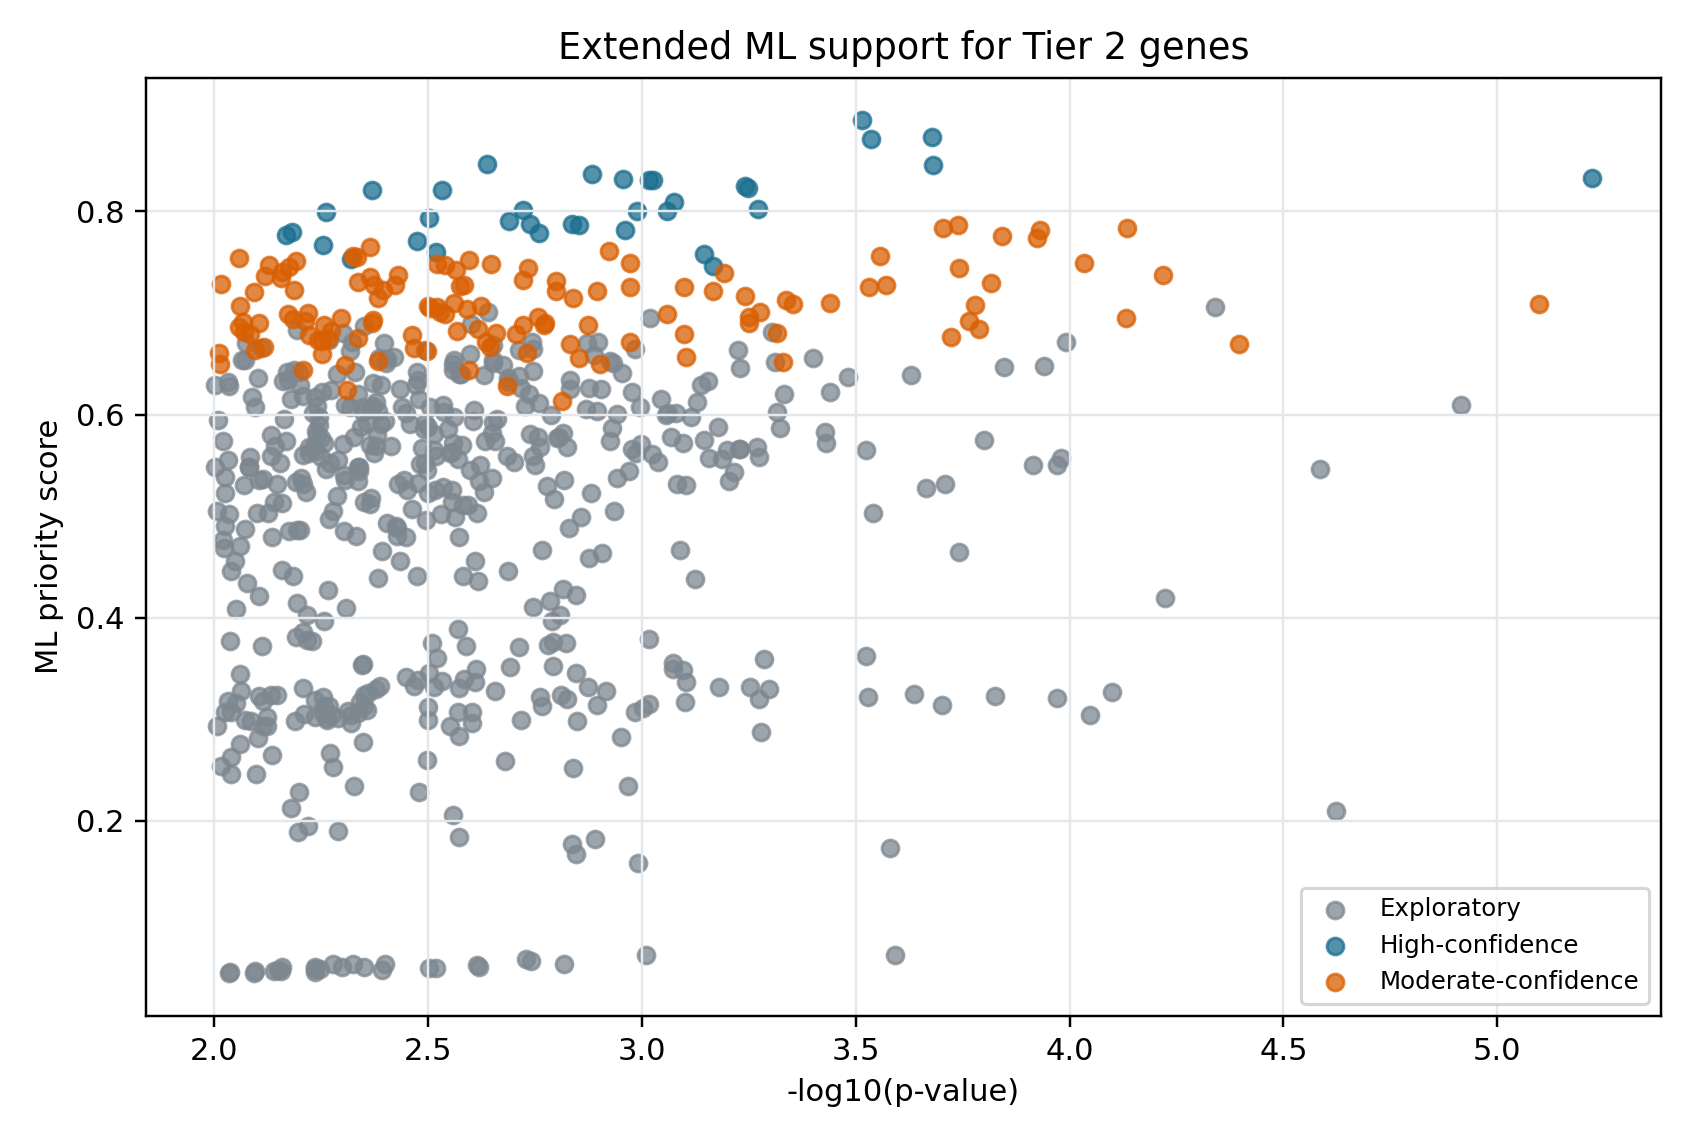 Extended ML support for Tier 2 genes
ML priority score
0.8
0.6
0.4
0.2
2.0 2.5 3.0 3.5 4.0 4.5 5.0
-log10(p-value)
Exploratory
High-confidence
Moderate-confidence